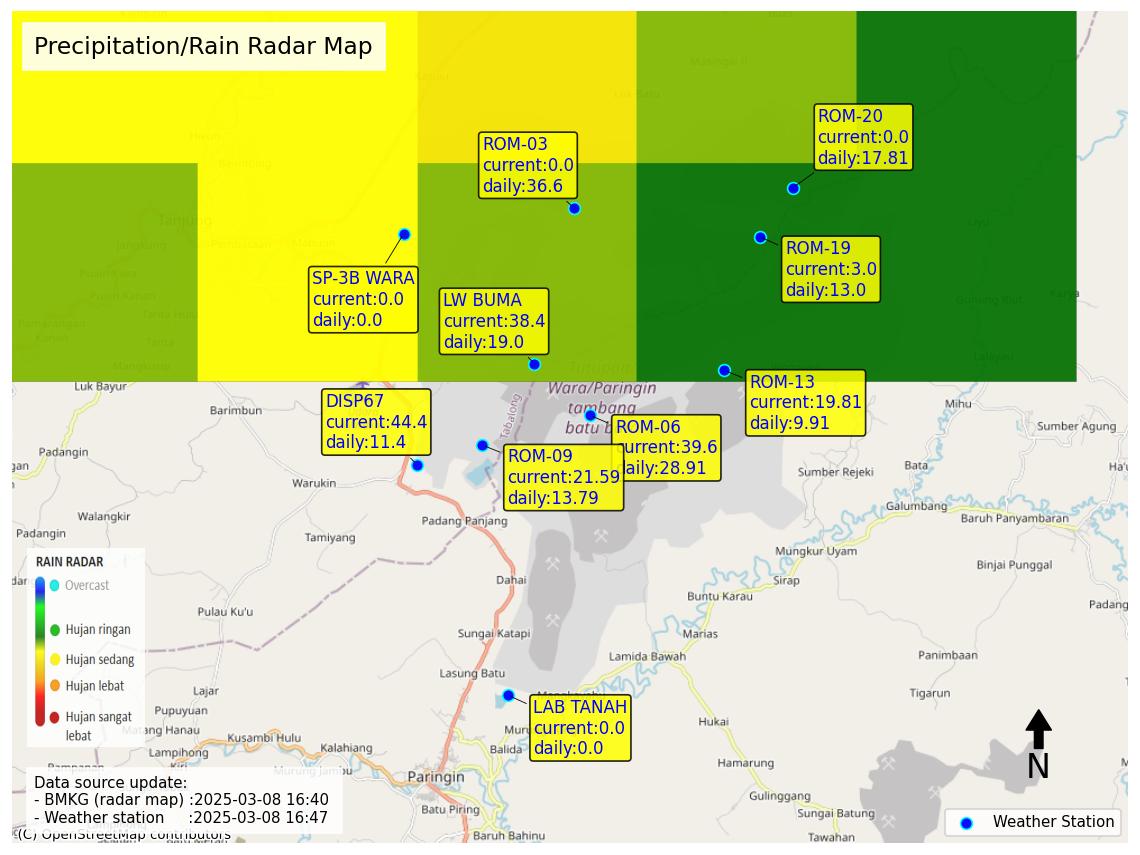 Precipitation/Rain Radar Map
ROM-20
current:0.0
daily:17.81
ROM-03
current:0.0
daily:36.6
ROM-19
current:3.0
daily:13.0
SP-3B WARA
current:0.0
daily:0.0
LW BUMA
current:38.4
daily:19.0
ROM-13
current:19.81
daily:9.91
DISP67
current:44.4
daily:11.4
ROM-06
current:39.6
daily:28.91
ROM-09
current:21.59
daily:13.79
LAB TANAH
current:0.0
daily:0.0
Tanjung
Karya
Luk Bayur
Barimbun
Wara/Paringin
tambang
batu
Tabalong
Mihu
Sumber Agung
Padangin
Warukin
Sumber Rejeki
Bata
Galumbang
Baruh Panyambaran
Walangkir
Padangin
Tamiyang
Padang Panjang
Mungkur Uyam
Binjai Punggal
Dahai
Sirap
Buntu Karau
Pulau Ku'u
Sungai Katapi
Marias
Lamida Bawah
Panimbaan
Lasung Batu
Tigarun
Lajar
Pupuyuan
Matang Hanau
Kusambi Hulu
Kalahiang
Lampihong
Murung Jambu
Balida
Hukai
Hamarung
Paringin
Batu Piring
Gulinggang
Sungai Batung
Baruh Bahinu
Tawahan
RAIN RADAR
Overcast
Hujan ringan
Hujan sedang
Hujan lebat
Hujan sangat
lebat
Data source update:
- BMKG (radar map) :2025-03-08 16:40
- Weather station :2025-03-08 16:47
(C) OpenStreetMap contributors
N
Weather Station